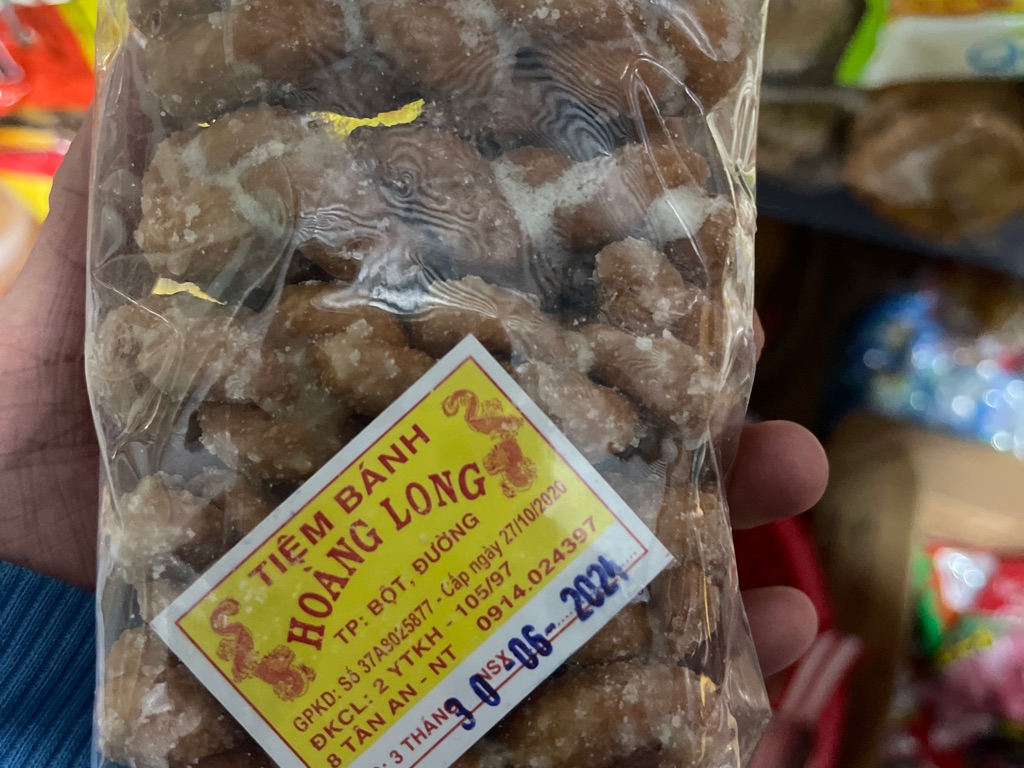 TIỆM BÁNH
HOÀNG LONG
TP: BỘT, ĐƯỜNG
GPKD: Số 37A8025877 - Cấp ngày 27/10/2020
ĐKCL: 2 YTKH - 105/97
8 TÂN AN - NT 0914.024397
: 3 THÁNG NSX 30 06- 2024